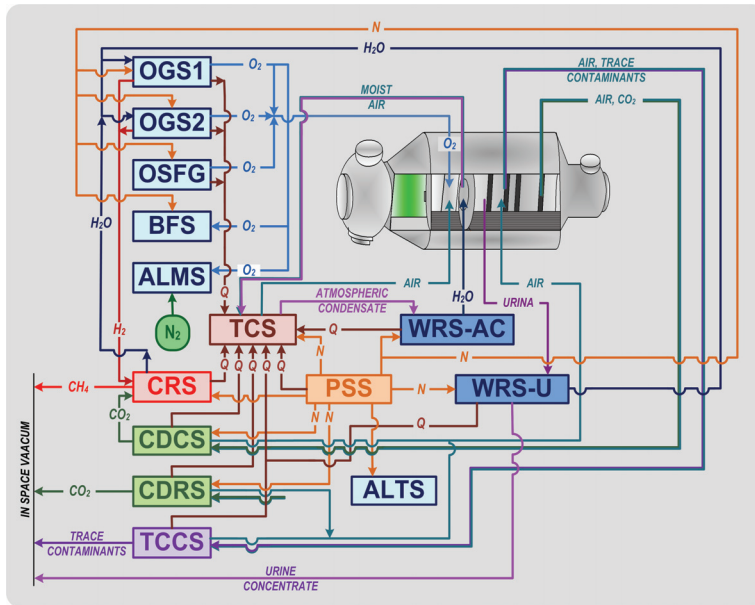 N
H2O
OGS1
O2
AIR, TRACE
CONTAMINANTS
MOIST
AIR
AIR, CO2
OGS2
O2
O2
OSFG
O2
BFS
O2
H2O
ALMS
O2
AIR
H2O
AIR
Q
ATMOSPHERIC
CONDENSATE
URINA
N2
H2
TCS
Q
WRS-AC
N
N
Q
Q
Q
Q
Q
CH4
CRS
PSS
N
WRS-U
CO2
N
N
Q
CDCS
IN SPACE VAACUM
CO2
CDRS
ALTS
TRACE
CONTAMINANTS
TCCS
URINE
CONCENTRATE